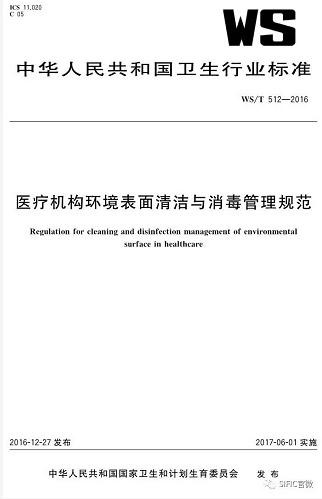 ICS 11.020
C 05
WS
中华人民共和国卫生行业标准
WS/T 512—2016
医疗机构环境表面清洁与消毒管理规范
Regulation for cleaning and disinfection management of environmental
surface in healthcare
2016-12-27 发布
2017-06-01 实施
中华人民共和国国家卫生和计划生育委员会 发布
SIFIC官微